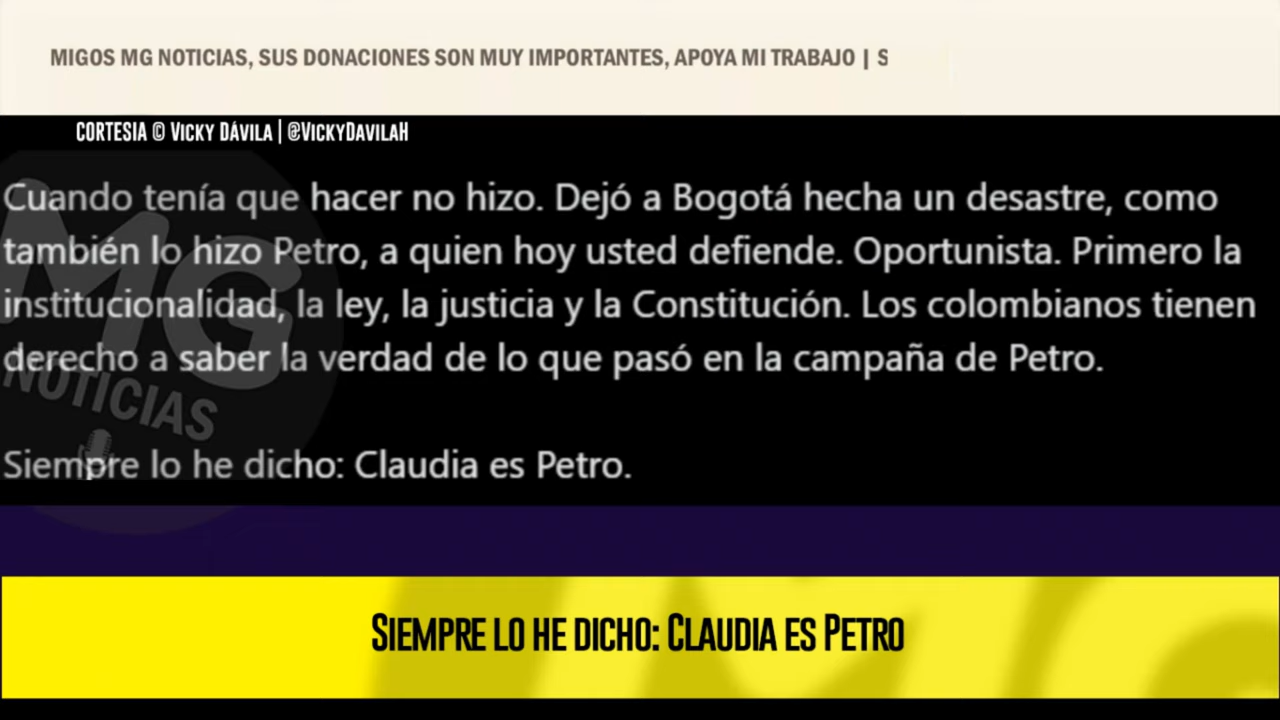 MIGOS MG NOTICIAS, SUS DONACIONES SON MUY IMPORTANTES, APOYA MI TRABAJO | S
CORTESIA © VICKY DÁVILA | @VICKYDAVILAH
Cuando tenía que hacer no hizo. Dejó a Bogotá hecha un desastre, como
también lo hizo Petro, a quien hoy usted defiende. Oportunista. Primero la
institucionalidad, la ley, la justicia y la Constitución. Los colombianos tienen
derecho a saber la verdad de lo que pasó en la campaña de Petro.
MG
NOTICIAS
Siempre lo he dicho: Claudia es Petro.
SIEMPRE LO HE DICHO: CLAUDIA ES PETRO